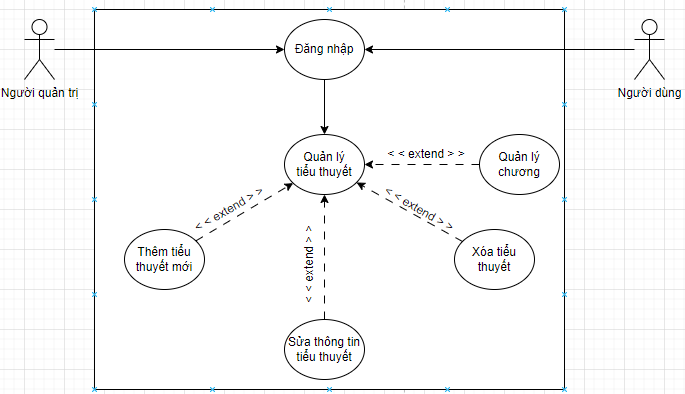 Đăng nhập
Người quản trị
Người dùng
Quản lý
tiểu thuyết
< < extend > >
Quản lý
chương
< < extend > >
< < extend > >
< < extend > >
Thêm tiểu
thuyết mới
Xóa tiểu
thuyết
Sửa thông tin
tiểu thuyết